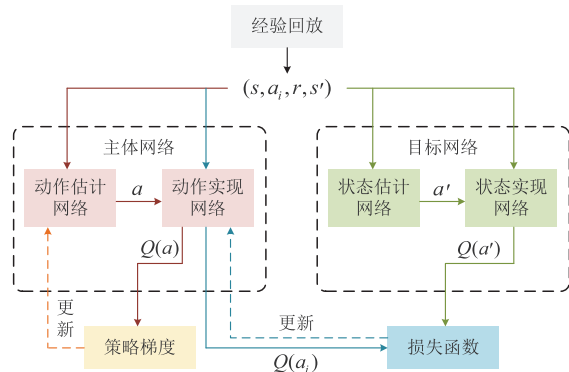 经验回放
(s, a_i, r, s′)
主体网络
目标网络
动作估计
网络
a
动作实现
网络
状态估计
网络
a′
状态实现
网络
Q(a)
Q(a′)
更
新
更新
策略梯度
损失函数
Q(a_i)